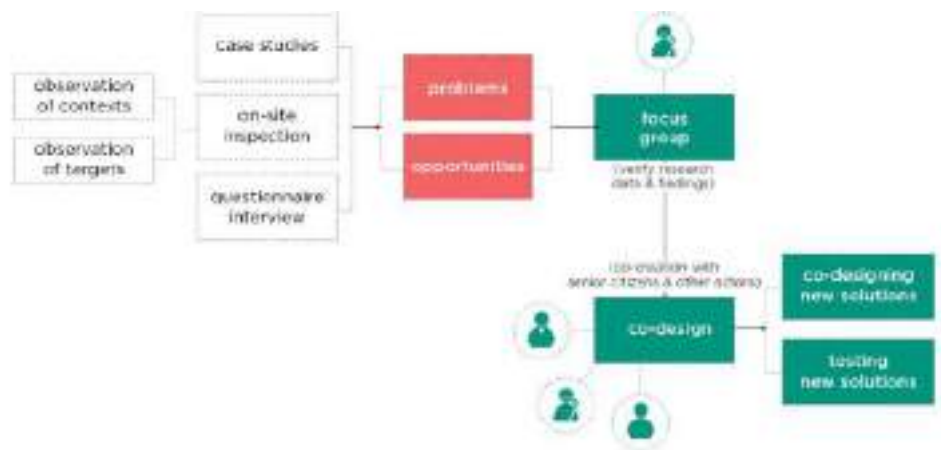 case studies
observation
of contexts
on-site
inspection
observation
of targets
questionnaire
interview
problems
opportunities
focus
group
(verify research
data & findings)
(co-creation with
senior citizens & other actors)
co-design
co-designing
new solutions
testing
new solutions